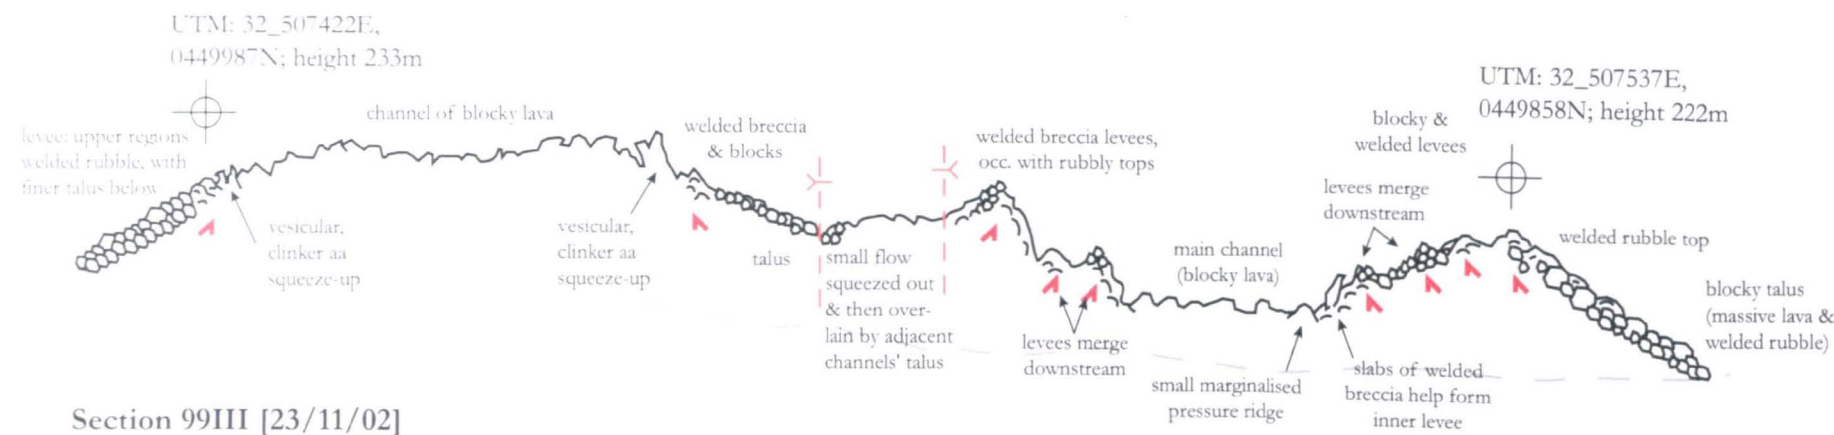 UTM: 32_507422E,
0449987N; height 233m
levee: upper regions
welded rubble, with
finer talus below
channel of blocky lava
vesicular,
clinker aa
squeeze-up
vesicular,
clinker aa
squeeze-up
welded breccia
& blocks
talus
small flow
squeezed out
& then over-
lain by adjacent
channels' talus
welded breccia levees,
occ. with rubbly tops
levees merge
downstream
main channel
(blocky lava)
small marginalised
pressure ridge
slabs of welded
breccia help form
inner levee
levees merge
downstream
blocky &
welded levees
UTM: 32_507537E,
0449858N; height 222m
welded rubble top
blocky talus
(massive lava &
welded rubble)
Section 99III [23/11/02]